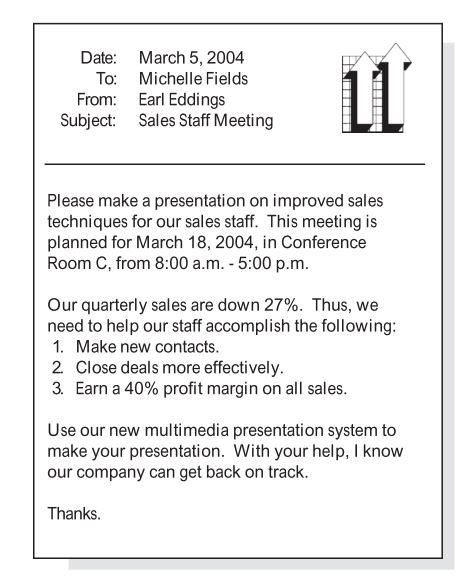 Date: March 5, 2004
To: Michelle Fields
From: Earl Eddings
Subject: Sales Staff Meeting
Please make a presentation on improved sales
techniques for our sales staff. This meeting is
planned for March 18, 2004, in Conference
Room C, from 8:00 a.m. - 5:00 p.m.
Our quarterly sales are down 27%. Thus, we
need to help our staff accomplish the following:
1. Make new contacts.
2. Close deals more effectively.
3. Earn a 40% profit margin on all sales.
Use our new multimedia presentation system to
make your presentation. With your help, I know
our company can get back on track.
Thanks.